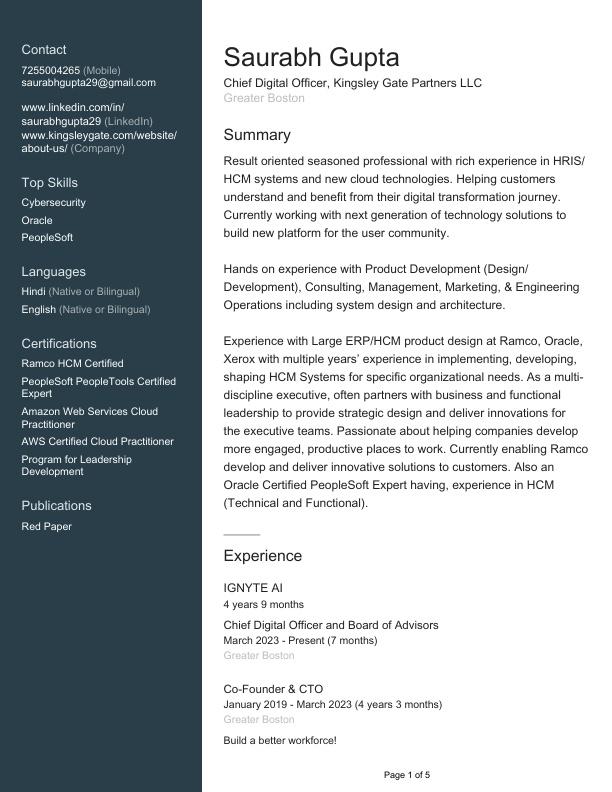 Contact
7255004265 (Mobile)
saurabhgupta29@gmail.com
www.linkedin.com/in/
saurabhgupta29 (LinkedIn)
www.kingsleygate.com/website/
about-us/ (Company)
Top Skills
Cybersecurity
Oracle
PeopleSoft
Languages
Hindi (Native or Bilingual)
English (Native or Bilingual)
Certifications
Ramco HCM Certified
PeopleSoft PeopleTools Certified
Expert
Amazon Web Services Cloud
Practitioner
AWS Certified Cloud Practitioner
Program for Leadership
Development
Publications
Red Paper
Saurabh Gupta
Chief Digital Officer, Kingsley Gate Partners LLC
Greater Boston
Summary
Result oriented seasoned professional with rich experience in HRIS/
HCM systems and new cloud technologies. Helping customers
understand and benefit from their digital transformation journey.
Currently working with next generation of technology solutions to
build new platform for the user community.
Hands on experience with Product Development (Design/
Development), Consulting, Management, Marketing, & Engineering
Operations including system design and architecture.
Experience with Large ERP/HCM product design at Ramco, Oracle,
Xerox with multiple years’ experience in implementing, developing,
shaping HCM Systems for specific organizational needs. As a multi-
discipline executive, often partners with business and functional
leadership to provide strategic design and deliver innovations for
the executive teams. Passionate about helping companies develop
more engaged, productive places to work. Currently enabling Ramco
develop and deliver innovative solutions to customers. Also an
Oracle Certified PeopleSoft Expert having, experience in HCM
(Technical and Functional).
Experience
IGNYTE AI
4 years 9 months
Chief Digital Officer and Board of Advisors
March 2023 - Present (7 months)
Greater Boston
Co-Founder & CTO
January 2019 - March 2023 (4 years 3 months)
Greater Boston
Build a better workforce!
Page 1 of 5